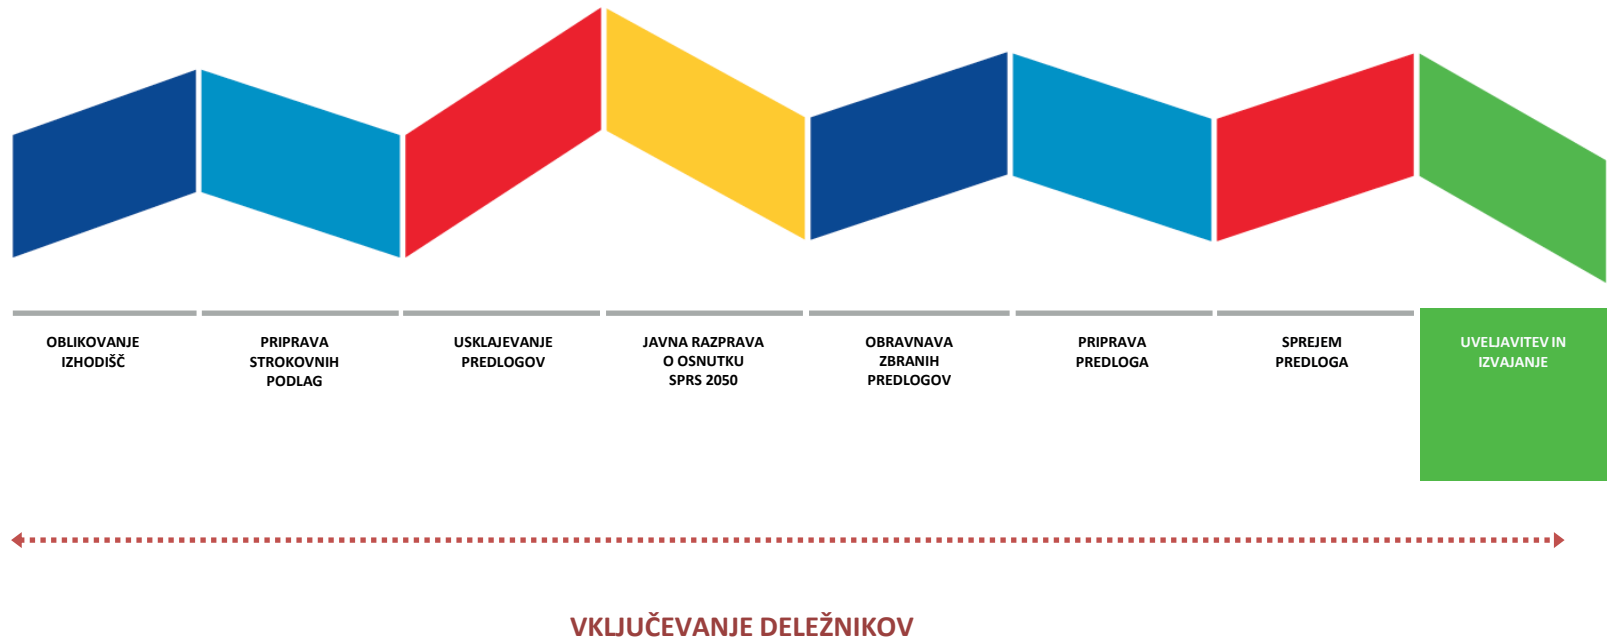 OBLIKOVANJE
IZHODIŠČ
PRIPRAVA
STROKOVNIH
PODLAG
USKLAJEVANJE
PREDLOGOV
JAVNA RAZPRAVA
O OSNUTKU
SPRS 2050
OBRAVNAVA
ZBRANIH
PREDLOGOV
PRIPRAVA
PREDLOGA
SPREJEM
PREDLOGA
UVELJAVITEV IN
IZVAJANJE
VKLJUČEVANJE DELEŽNIKOV